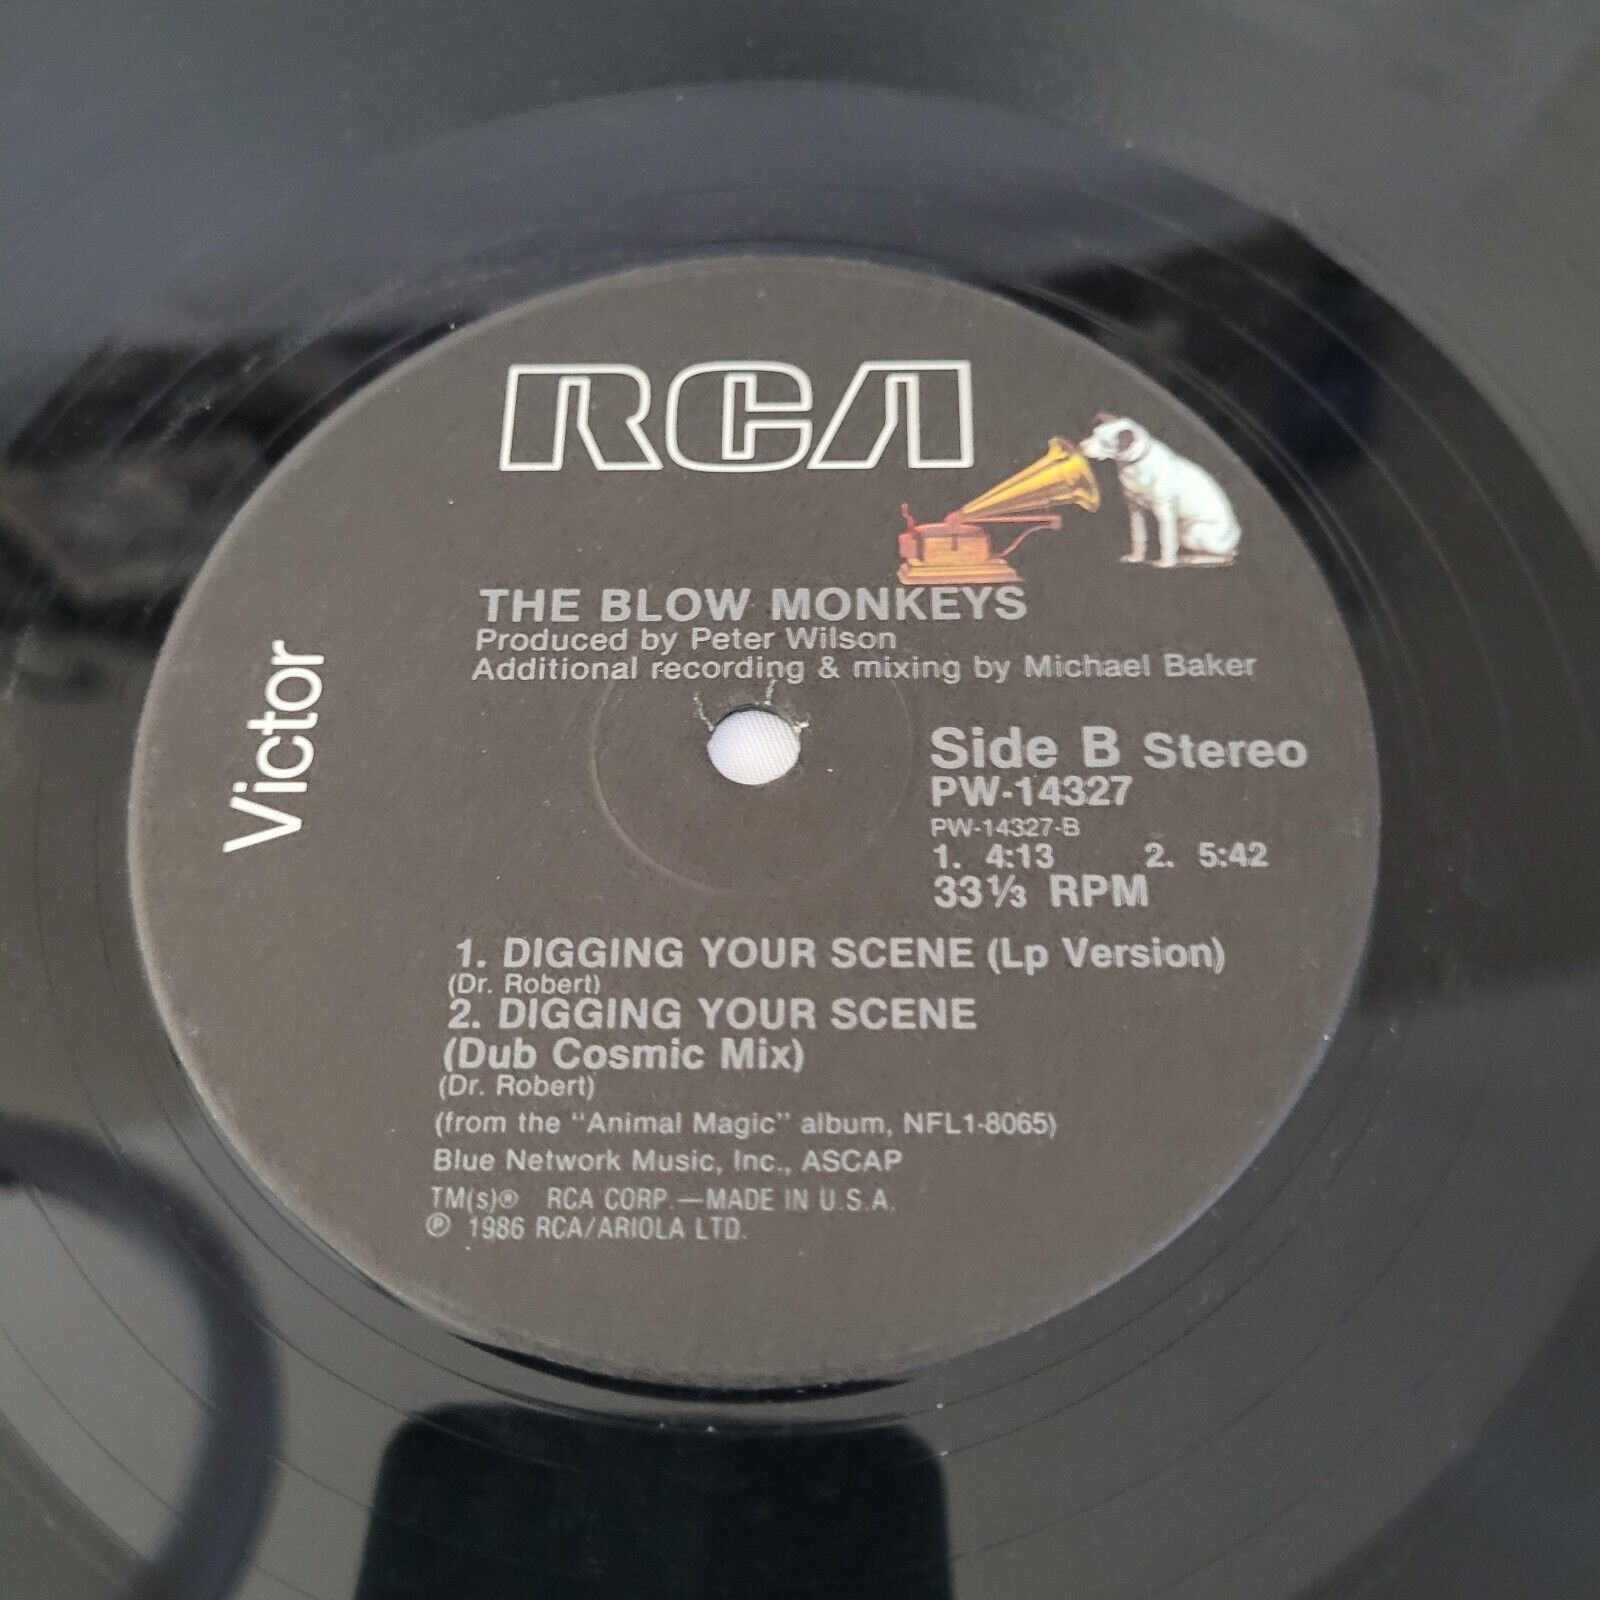 RCA
Victor
THE BLOW MONKEYS
Produced by Peter Wilson
Additional recording & mixing by Michael Baker
Side B Stereo
PW-14327
PW-14327-B
1. 4:13 2. 5:42
33⅓ RPM
1. DIGGING YOUR SCENE (Lp Version)
(Dr. Robert)
2. DIGGING YOUR SCENE
(Dub Cosmic Mix)
(Dr. Robert)
(from the "Animal Magic" album, NFL1-8065)
Blue Network Music, Inc., ASCAP
TM(s)® RCA CORP.—MADE IN U.S.A.
℗ 1986 RCA/ARIOLA LTD.